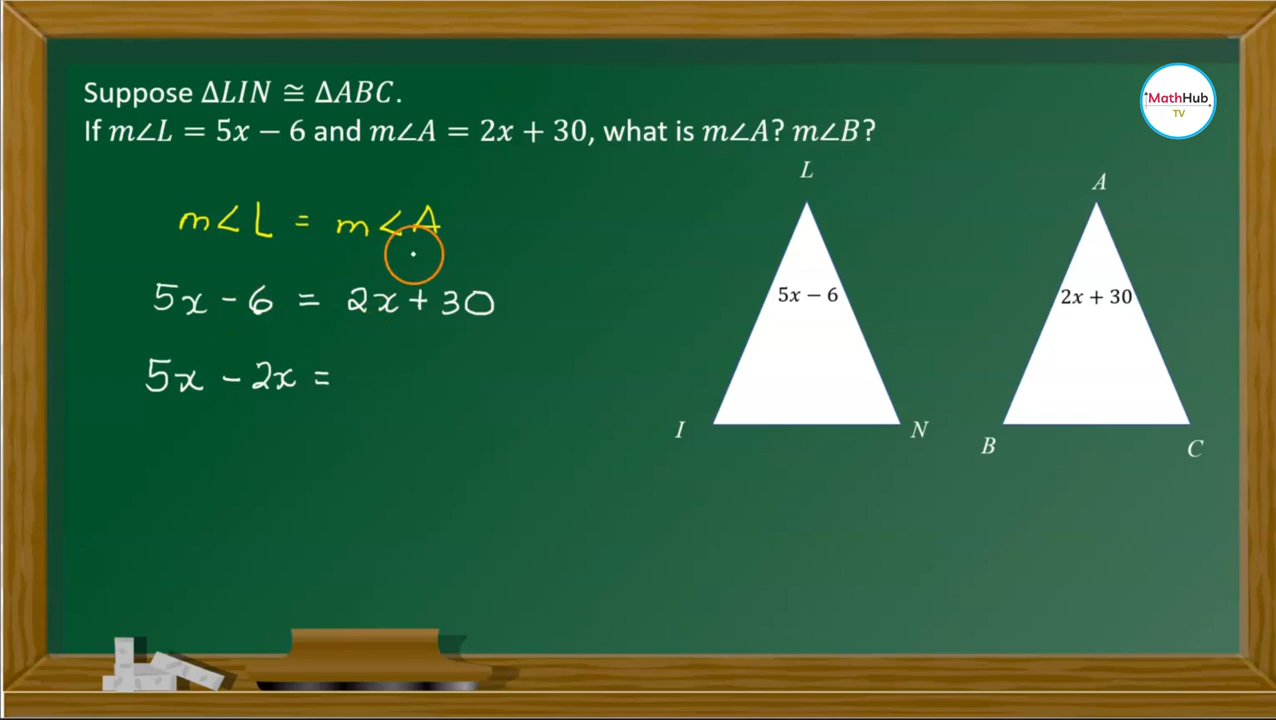 Suppose ΔLIN ≅ ΔABC.
If m∠L = 5x − 6 and m∠A = 2x + 30, what is m∠A? m∠B?
MathHub
TV
m∠L = m∠A
5x − 6 = 2x + 30
5x − 2x =
L
5x − 6
I
N
A
2x + 30
B
C